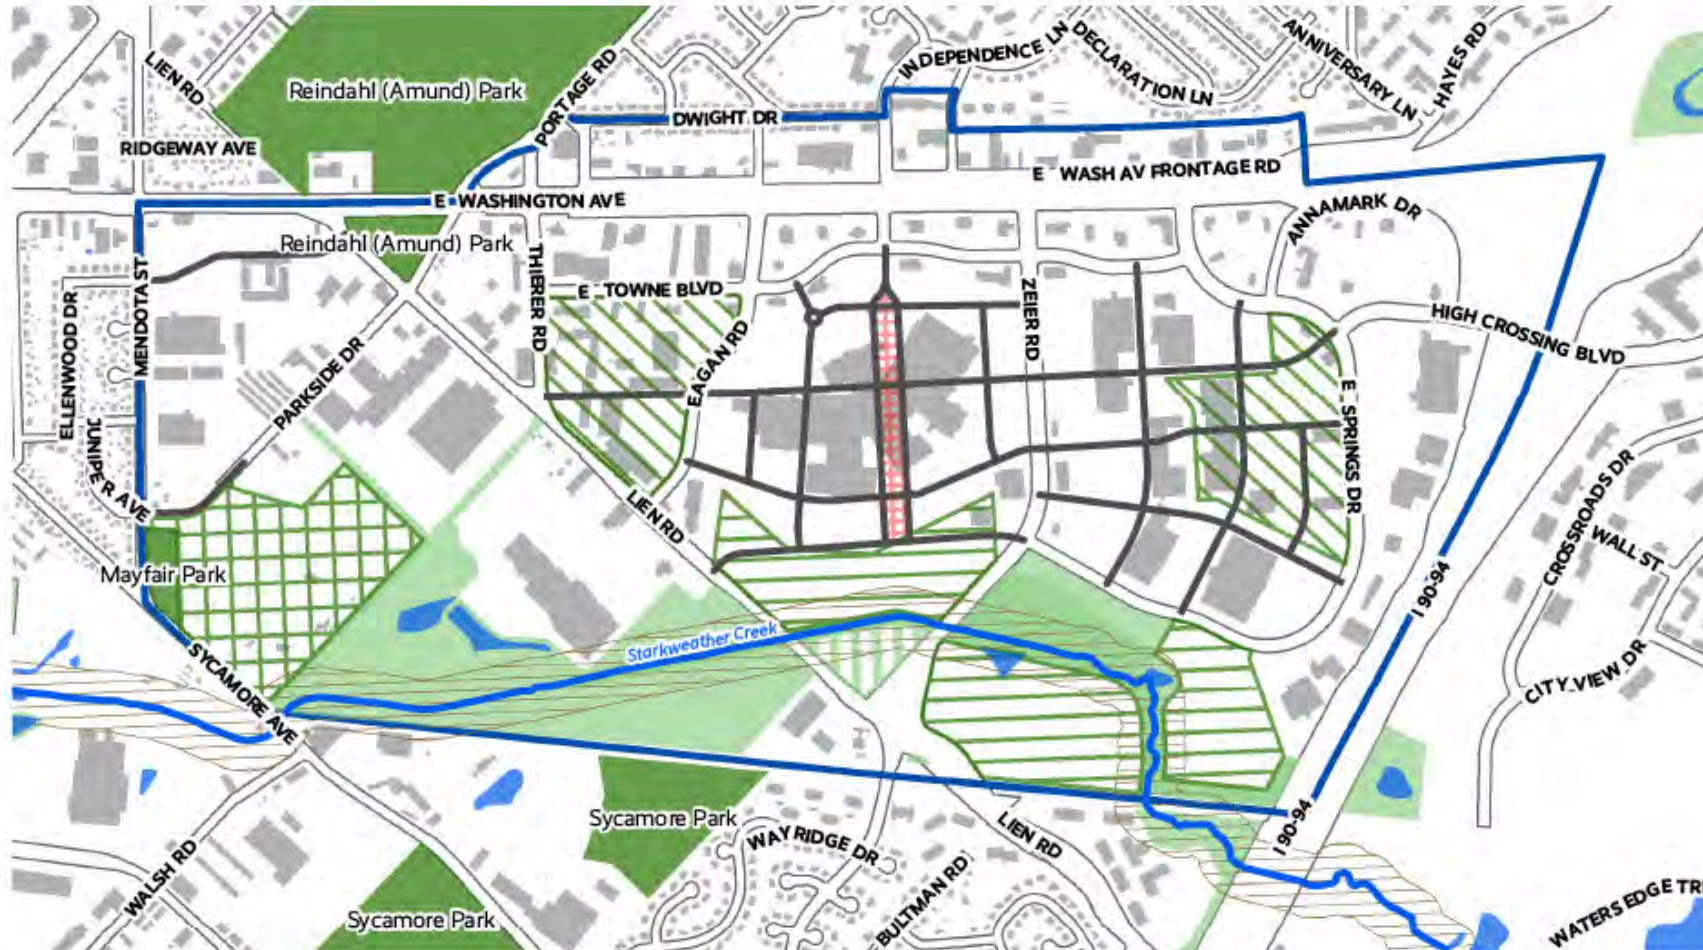 LIEN RD
Reindahl (Amund) Park
PORTAGE RD
INDEPENDENCE LN
DECLARATION LN
ANNIVERSARY LN
HAYES RD
DWIGHT DR
RIDGEWAY AVE
E WASH AV FRONTAGE RD
E WASHINGTON AVE
ANNAMARK DR
Reindahl (Amund) Park
THIERER RD
MENDOTA ST
E TOWNE BLVD
ZEIER RD
ELLENWOOD DR
HIGH CROSSING BLVD
EAGAN RD
PARKSIDE DR
JUNIPER AVE
E SPRINGS DR
LIEN RD
CROSSROADS DR
WALL ST
Mayfair Park
I 90-94
Starkweather Creek
SYCAMORE AVE
CITY VIEW DR
Sycamore Park
WAYRIDGE DR
LIEN RD
I 90-94
WALSH RD
BULTMAN RD
Sycamore Park
WATERS EDGE TR